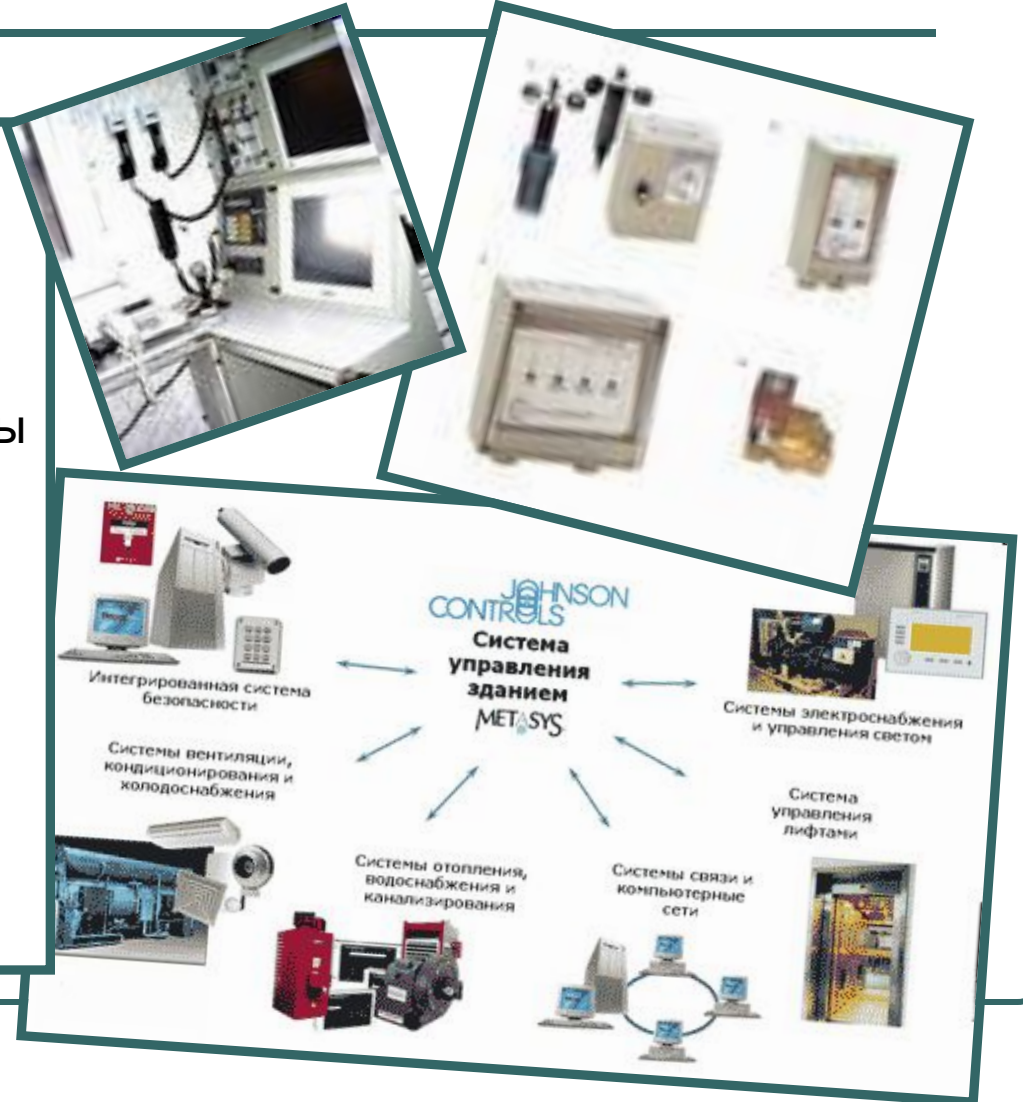 ы
JOHNSON
CONTROLS
Система
управления
зданием
METASYS
Интегрированная система
безопасности
Системы электроснабжения
и управления светом
Системы вентиляции,
кондиционирования и
холодоснабжения
Система
управления
лифтами
Системы отопления,
водоснабжения и
канализирования
Системы связи и
компьютерные
сети